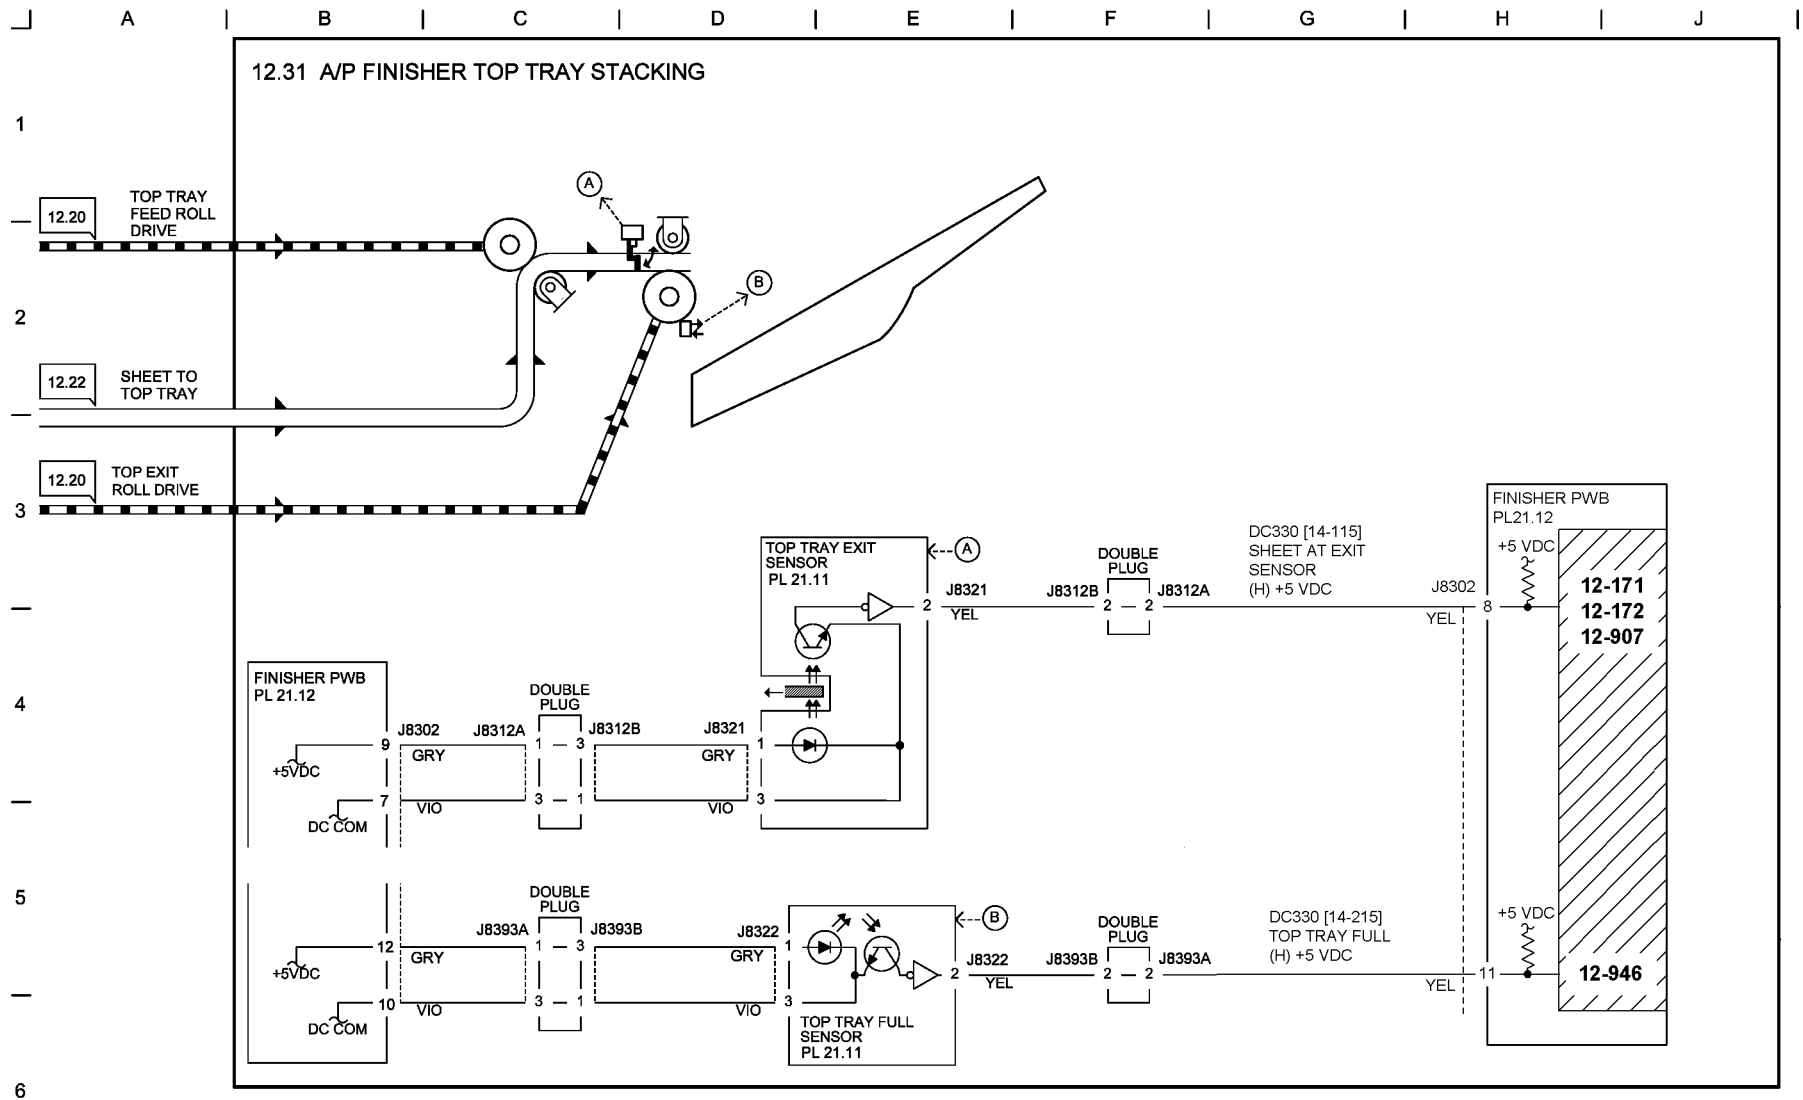 A B C D E F G H J
12.31 A/P FINISHER TOP TRAY STACKING
1
A
12.20
TOP TRAY
FEED ROLL
DRIVE
B
2
12.22
SHEET TO
TOP TRAY
12.20
TOP EXIT
ROLL DRIVE
3
FINISHER PWB
PL21.12
+5 VDC
TOP TRAY EXIT
SENSOR
PL 21.11
A
DOUBLE
PLUG
DC330 [14-115]
SHEET AT EXIT
SENSOR
(H) +5 VDC
2 J8321
YEL
J8312B 2 2 J8312A
J8302
YEL
8
12-171
12-172
12-907
4
FINISHER PWB
PL 21.12
DOUBLE
PLUG
9 J8302 J8312A 1 3 J8312B J8321 1
GRY GRY
+5VDC
7 3 1 3
VIO VIO
DC COM
5
DOUBLE
PLUG
12 J8393A 1 3 J8393B J8322 1
GRY GRY
+5VDC
10 3 1 3
VIO VIO
DC COM
B
2 J8322
YEL
TOP TRAY FULL
SENSOR
PL 21.11
DOUBLE
PLUG
J8393B 2 2 J8393A
DC330 [14-215]
TOP TRAY FULL
(H) +5 VDC
+5 VDC
YEL
11
12-946
6